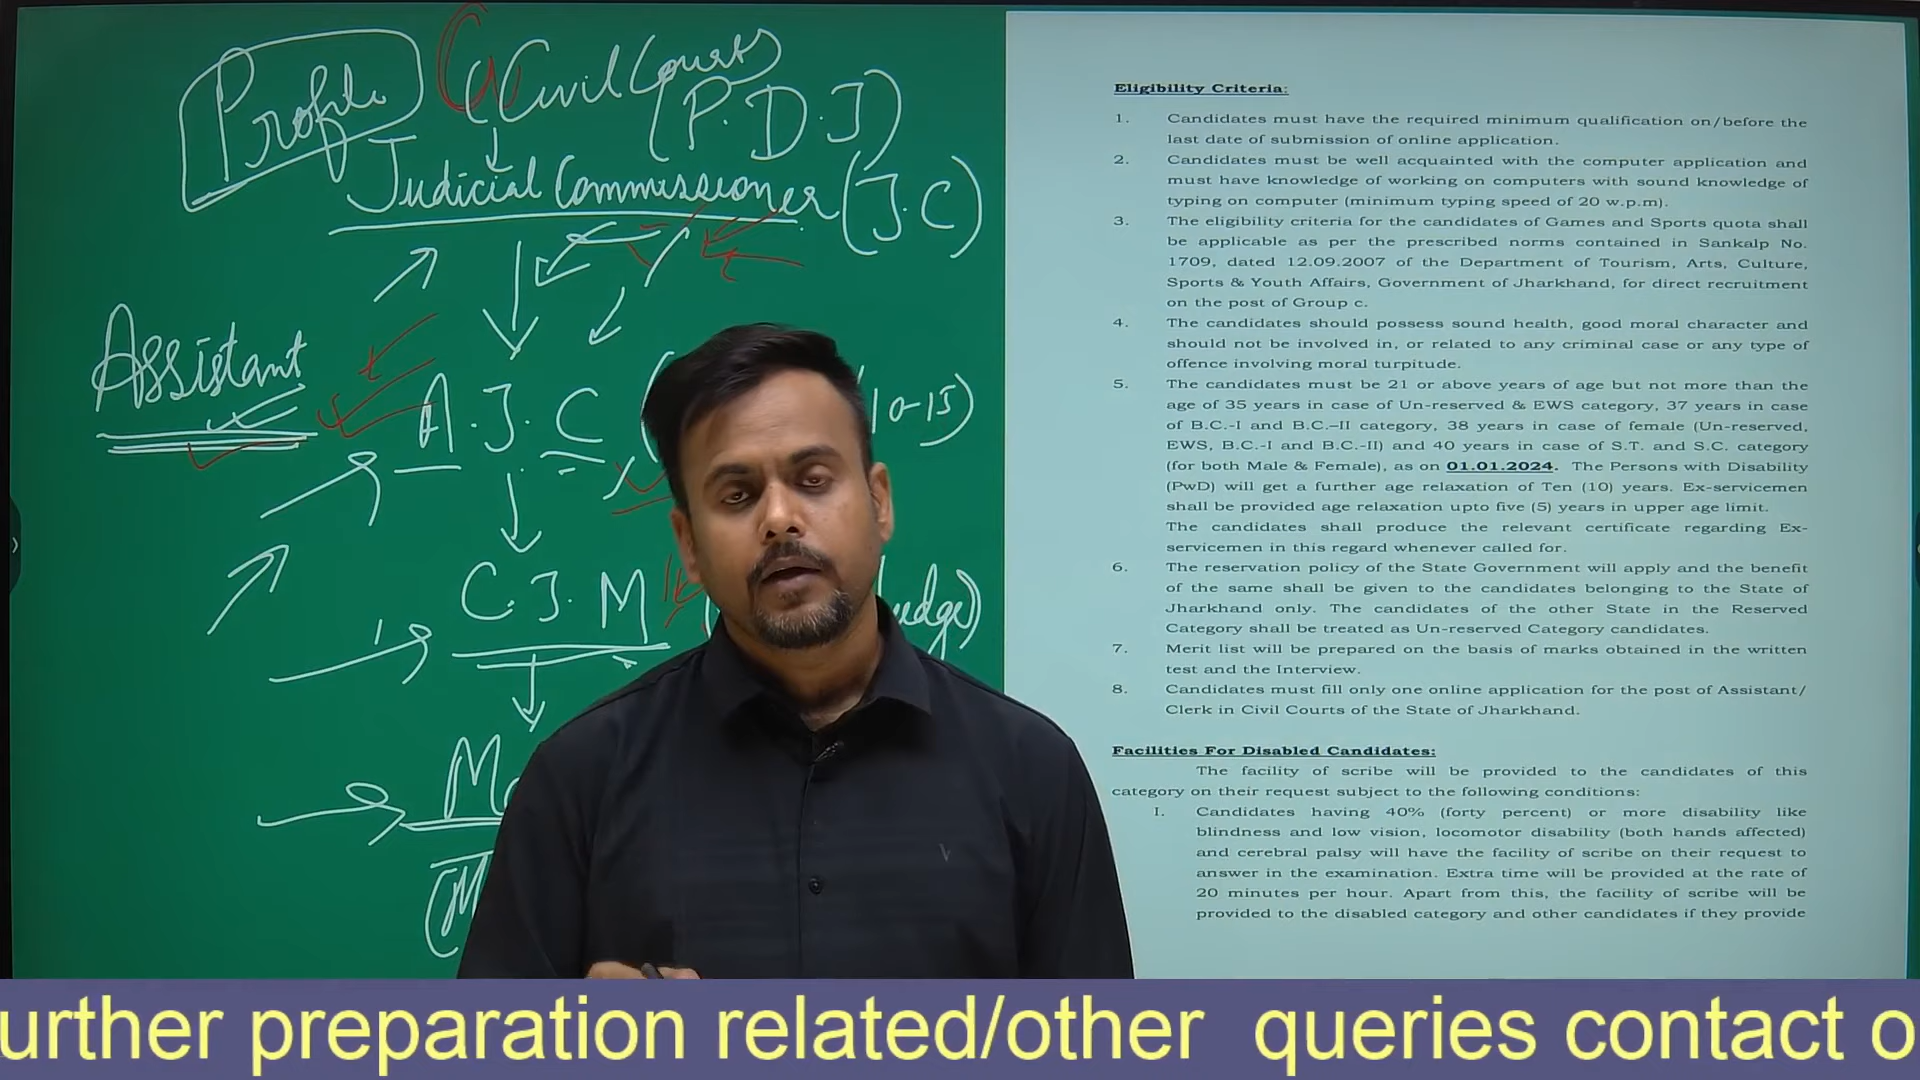 Profile
Civil Courts
(P.D.J)
Judicial Commissioner (J.C)
Assistant
A.J.C
10-15)
C.J.M
udge)
Eligibility Criteria:
1. Candidates must have the required minimum qualification on/before the
last date of submission of online application.
2. Candidates must be well acquainted with the computer application and
must have knowledge of working on computers with sound knowledge of
typing on computer (minimum typing speed of 20 w.p.m).
3. The eligibility criteria for the candidates of Games and Sports quota shall
be applicable as per the prescribed norms contained in Sankalp No.
1709, dated 12.09.2007 of the Department of Tourism, Arts, Culture,
Sports & Youth Affairs, Government of Jharkhand, for direct recruitment
on the post of Group c.
4. The candidates should possess sound health, good moral character and
should not be involved in, or related to any criminal case or any type of
offence involving moral turpitude.
5. The candidates must be 21 or above years of age but not more than the
age of 35 years in case of Un-reserved & EWS category, 37 years in case
of B.C.-I and B.C.–II category, 38 years in case of female (Un-reserved,
EWS, B.C.-I and B.C.-II) and 40 years in case of S.T. and S.C. category
(for both Male & Female), as on 01.01.2024. The Persons with Disability
(PwD) will get a further age relaxation of Ten (10) years. Ex-servicemen
shall be provided age relaxation upto five (5) years in upper age limit.
The candidates shall produce the relevant certificate regarding Ex-
servicemen in this regard whenever called for.
6. The reservation policy of the State Government will apply and the benefit
of the same shall be given to the candidates belonging to the State of
Jharkhand only. The candidates of the other State in the Reserved
Category shall be treated as Un-reserved Category candidates.
7. Merit list will be prepared on the basis of marks obtained in the written
test and the Interview.
8. Candidates must fill only one online application for the post of Assistant/
Clerk in Civil Courts of the State of Jharkhand.
Facilities For Disabled Candidates:
The facility of scribe will be provided to the candidates of this
category on their request subject to the following conditions:
I. Candidates having 40% (forty percent) or more disability like
blindness and low vision, locomotor disability (both hands affected)
and cerebral palsy will have the facility of scribe on their request to
answer in the examination. Extra time will be provided at the rate of
20 minutes per hour. Apart from this, the facility of scribe will be
provided to the disabled category and other candidates if they provide
urther preparation related/other queries contact o